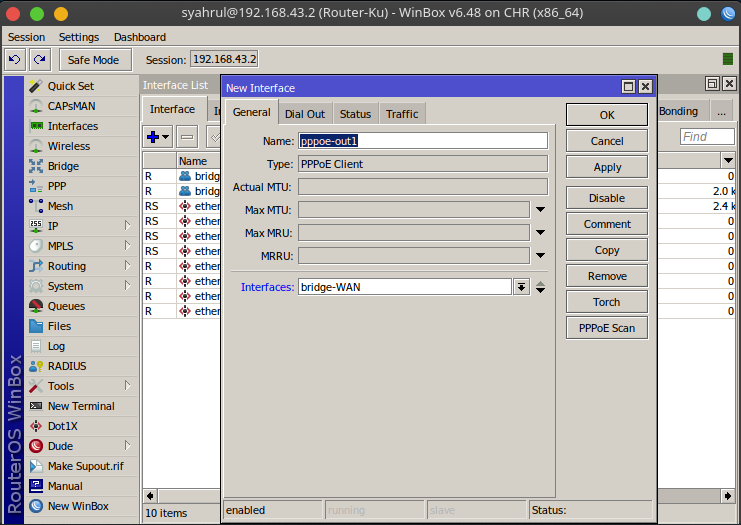 syahrul@192.168.43.2 (Router-Ku) - WinBox v6.48 on CHR (x86_64)
Session Settings Dashboard
Safe Mode Session: 192.168.43.2
RouterOS WinBox
Quick Set
CAPsMAN
Interfaces
Wireless
Bridge
PPP
Mesh
IP
MPLS
Routing
System
Queues
Files
Log
RADIUS
Tools
New Terminal
Dot1X
Dude
Make Supout.rif
Manual
New WinBox
Interface List
Interface Bonding ...
Find
Name
R bridg 0
R bridg 2.0 k
RS ether 2.4 k
RS ether 0
RS ether 0
RS ether 0
R ether 0
R ether 0
R ether 0
R ether 0
10 items
New Interface
General Dial Out Status Traffic
Name: pppoe-out1
Type: PPPoE Client
Actual MTU:
Max MTU:
Max MRU:
MRRU:
Interfaces: bridge-WAN
OK
Cancel
Apply
Disable
Comment
Copy
Remove
Torch
PPPoE Scan
enabled running slave Status: